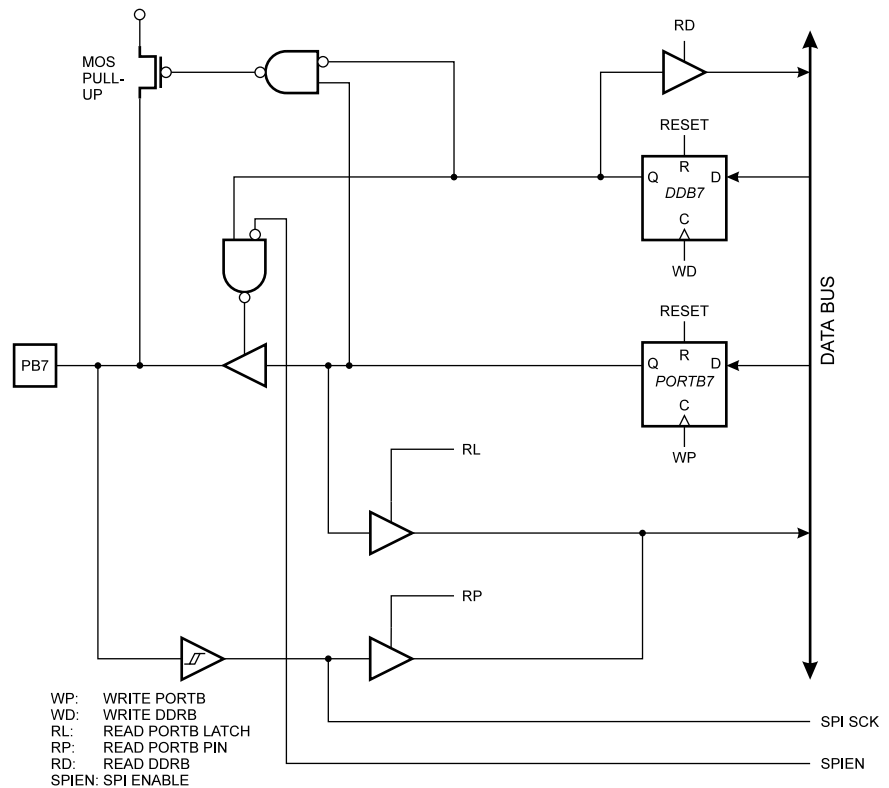 RD
MOS
PULL-
UP
RESET
R
Q
D
DDB7
C
WD
DATA BUS
RESET
PB7
R
Q
D
PORTB7
C
WP
RL
RP
WP: WRITE PORTB
WD: WRITE DDRB
RL: READ PORTB LATCH
RP: READ PORTB PIN
RD: READ DDRB
SPIEN: SPI ENABLE
SPI SCK
SPIEN